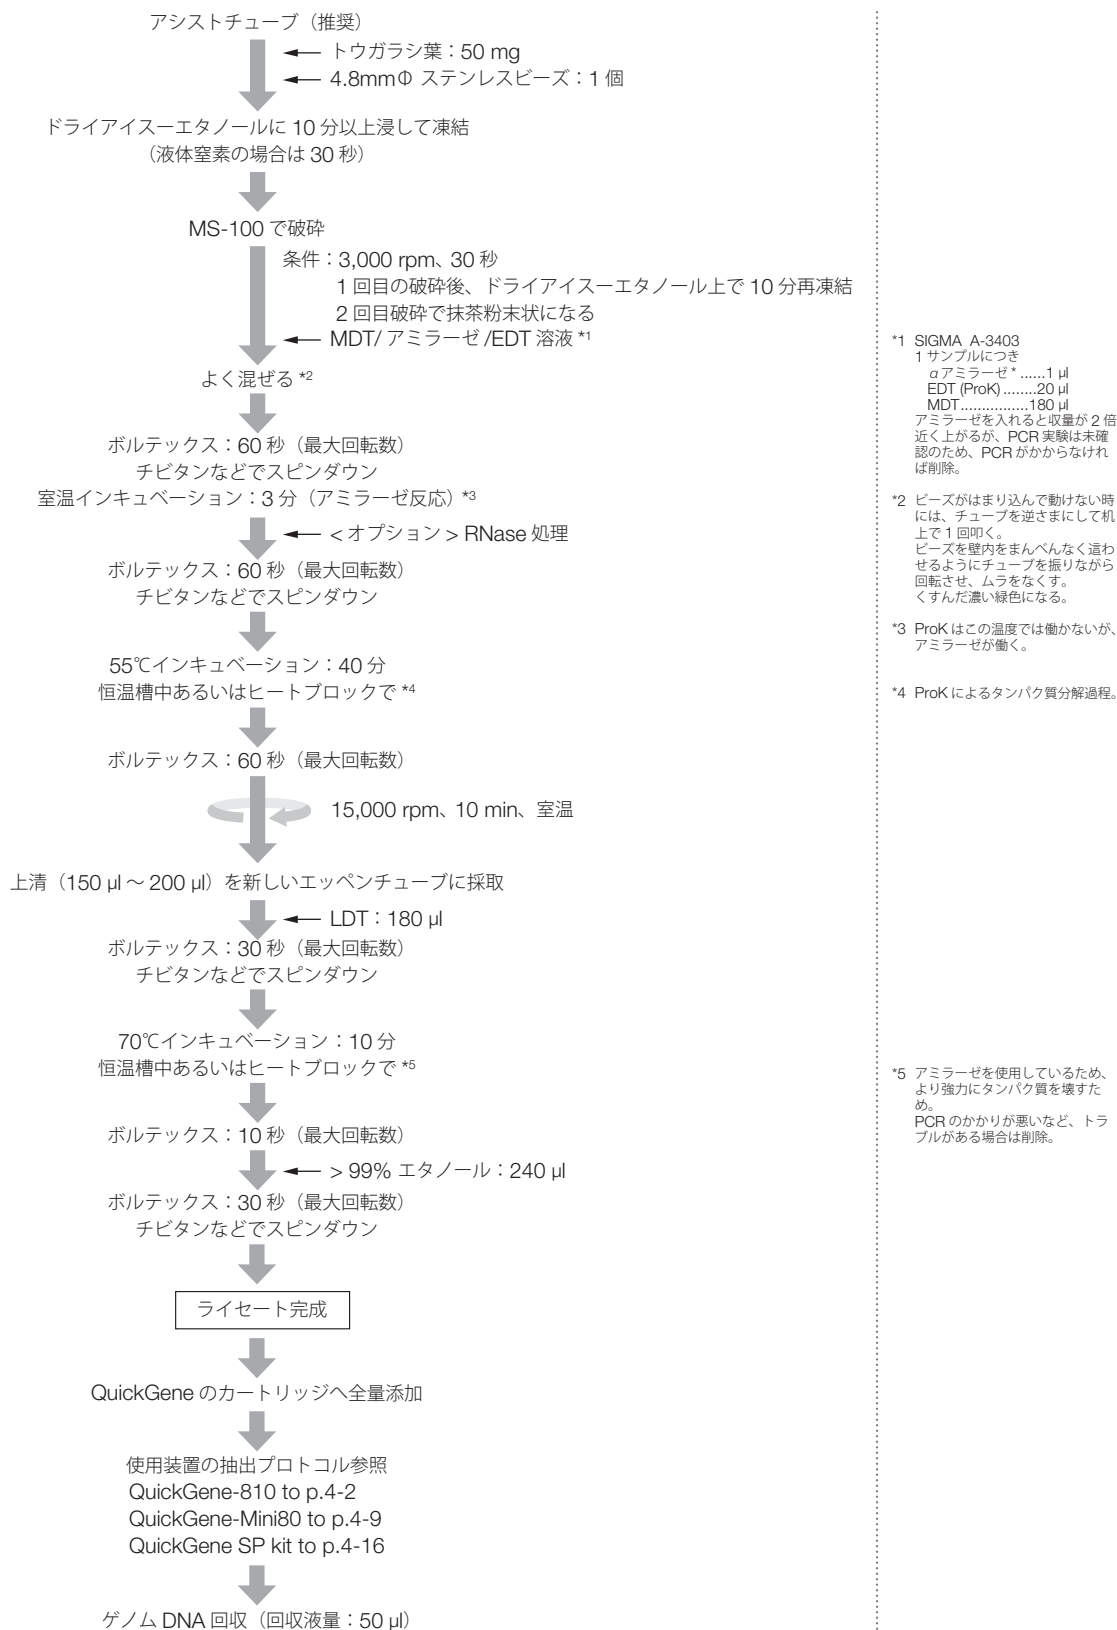 アシストチューブ（推奨）
トウガラシ葉：50 mg
4.8mmΦ ステンレスビーズ：1 個
ドライアイスーエタノールに 10 分以上浸して凍結
（液体窒素の場合は 30 秒）
MS-100 で破砕
条件：3,000 rpm、30 秒
1 回目の破砕後、ドライアイスーエタノール上で 10 分再凍結
2 回目破砕で抹茶粉末状になる
MDT/ アミラーゼ /EDT 溶液 *1
よく混ぜる *2
ボルテックス：60 秒（最大回転数）
チビタンなどでスピンダウン
室温インキュベーション：3 分（アミラーゼ反応）*3
< オプション > RNase 処理
ボルテックス：60 秒（最大回転数）
チビタンなどでスピンダウン
55℃インキュベーション：40 分
恒温槽中あるいはヒートブロックで *4
ボルテックス：60 秒（最大回転数）
15,000 rpm、10 min、室温
上清（150 µl ～ 200 µl）を新しいエッペンチューブに採取
LDT：180 µl
ボルテックス：30 秒（最大回転数）
チビタンなどでスピンダウン
70℃インキュベーション：10 分
恒温槽中あるいはヒートブロックで *5
ボルテックス：10 秒（最大回転数）
> 99% エタノール：240 µl
ボルテックス：30 秒（最大回転数）
チビタンなどでスピンダウン
ライセート完成
QuickGene のカートリッジへ全量添加
使用装置の抽出プロトコル参照
QuickGene-810 to p.4-2
QuickGene-Mini80 to p.4-9
QuickGene SP kit to p.4-16
ゲノム DNA 回収（回収液量：50 µl）
*1 SIGMA A-3403
1 サンプルにつき
αアミラーゼ * ......1 µl
EDT (ProK) ........20 µl
MDT................180 µl
アミラーゼを入れると収量が 2 倍
近く上がるが、PCR 実験は未確
認のため、PCR がかからなけれ
ば削除。
*2 ビーズがはまり込んで動けない時
には、チューブを逆さまにして机
上で 1 回叩く。
ビーズを壁内をまんべんなく這わ
せるようにチューブを振りながら
回転させ、ムラをなくす。
くすんだ濃い緑色になる。
*3 ProK はこの温度では働かないが、
アミラーゼが働く。
*4 ProK によるタンパク質分解過程。
*5 アミラーゼを使用しているため、
より強力にタンパク質を壊すた
め。
PCR のかかりが悪いなど、トラ
ブルがある場合は削除。